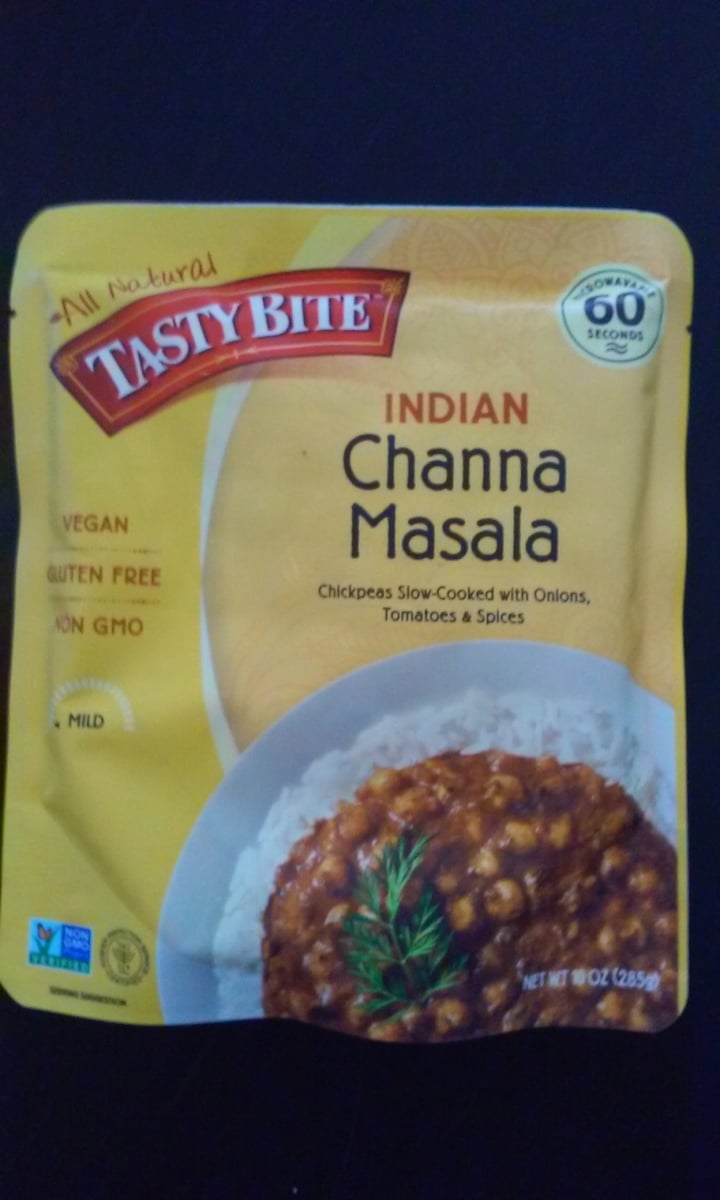 All Natural
TASTY BITE™
MICROWAVABLE
60
SECONDS
INDIAN
Channa
Masala
Chickpeas Slow-Cooked with Onions,
Tomatoes & Spices
VEGAN
GLUTEN FREE
NON GMO
MILD
NON
GMO
VERIFIED
NET WT 10 OZ (285g)
SERVING SUGGESTION